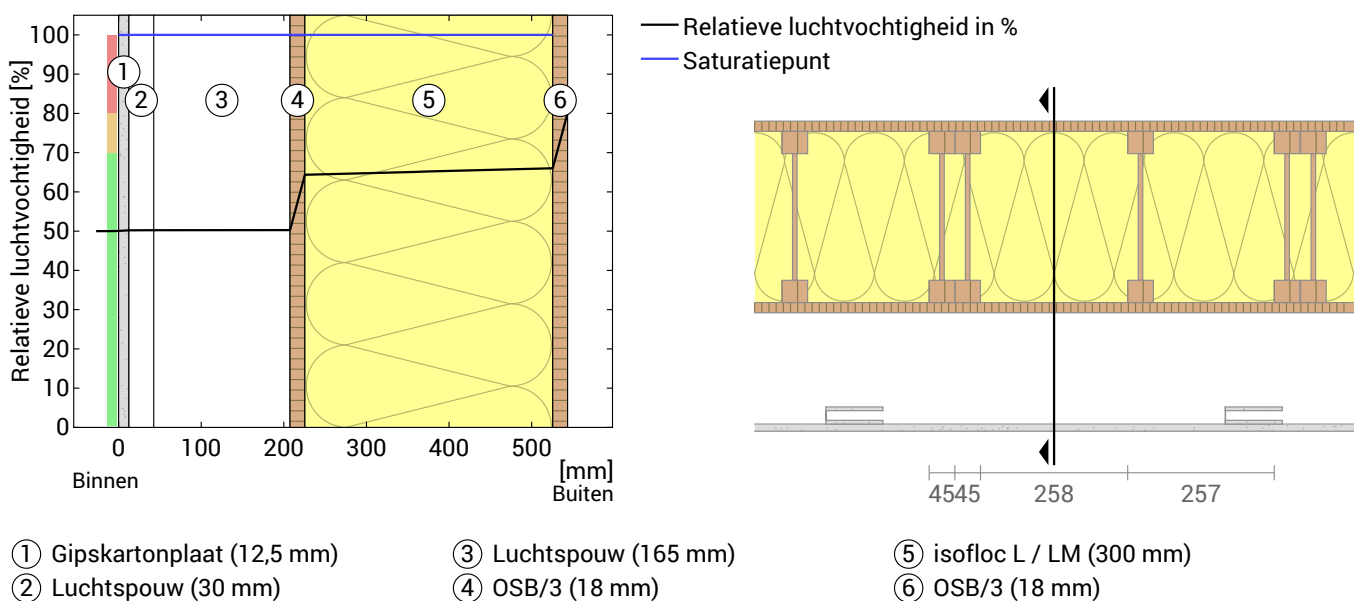 Relatieve luchtvochtigheid [%]
100
90
80
70
60
50
40
30
20
10
0
1
2
3
4
5
6
0 100 200 300 400 500
[mm]
Binnen
Buiten
Relatieve luchtvochtigheid in %
Saturatiepunt
45 45 258 257
1 Gipskartonplaat (12,5 mm)
2 Luchtspouw (30 mm)
3 Luchtspouw (165 mm)
4 OSB/3 (18 mm)
5 isofloc L / LM (300 mm)
6 OSB/3 (18 mm)